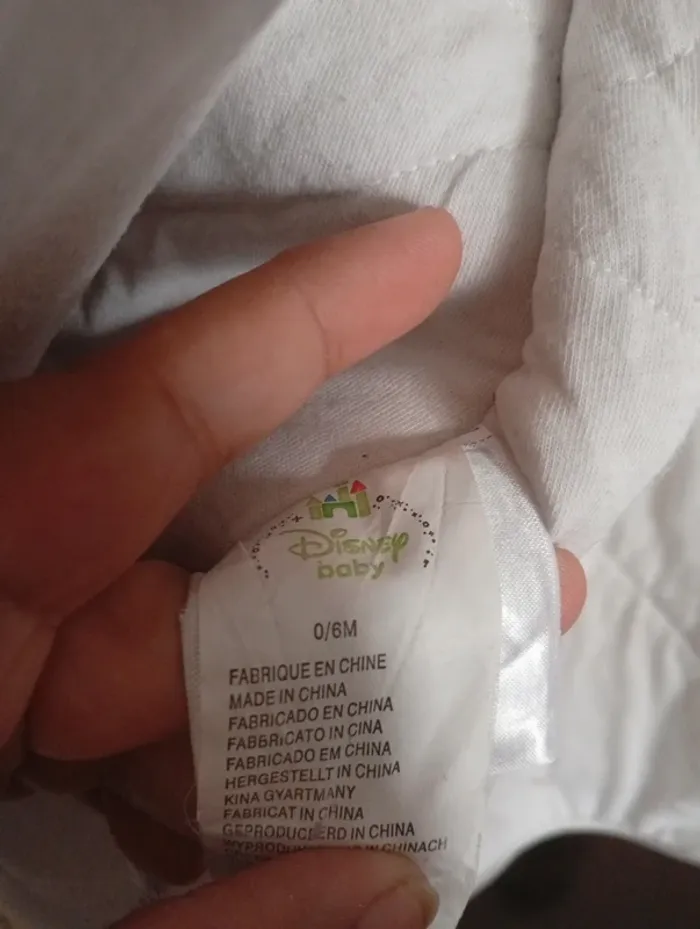 Disney
baby
0/6M
FABRIQUE EN CHINE
MADE IN CHINA
FABRICADO EN CHINA
FABBRICATO IN CINA
FABRICADO EM CHINA
HERGESTELLT IN CHINA
KINA GYARTMANY
FABRICAT IN CHINA
GEPRODUCEERD IN CHINA
CHINACH